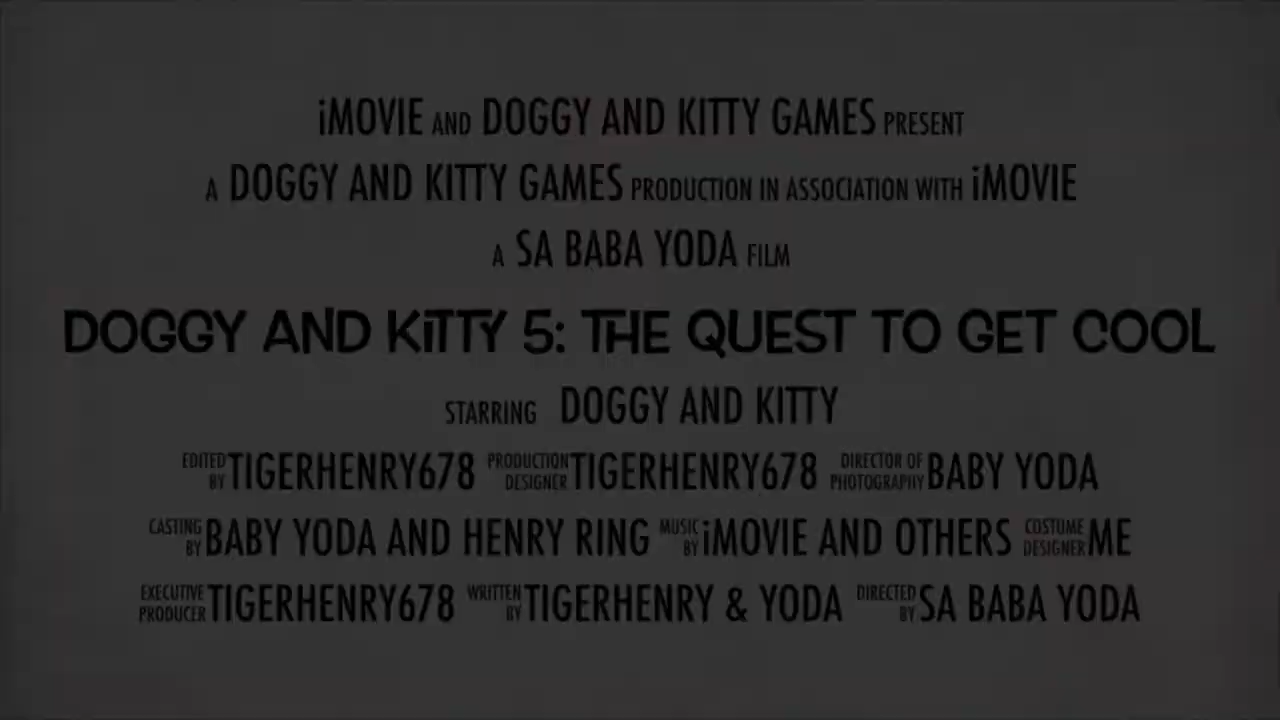 iMOVIE AND DOGGY AND KITTY GAMES PRESENT
A DOGGY AND KITTY GAMES PRODUCTION IN ASSOCIATION WITH iMOVIE
A SA BABA YODA FILM
DOGGY AND KiTTY 5: THE QUEST TO GET COOL
STARRING DOGGY AND KITTY
EDITED BY TIGERHENRY678 PRODUCTION DESIGNER TIGERHENRY678 DIRECTOR OF PHOTOGRAPHY BABY YODA
CASTING BY BABY YODA AND HENRY RING MUSIC BY iMOVIE AND OTHERS COSTUME DESIGNER ME
EXECUTIVE PRODUCER TIGERHENRY678 WRITTEN BY TIGERHENRY & YODA DIRECTED BY SA BABA YODA